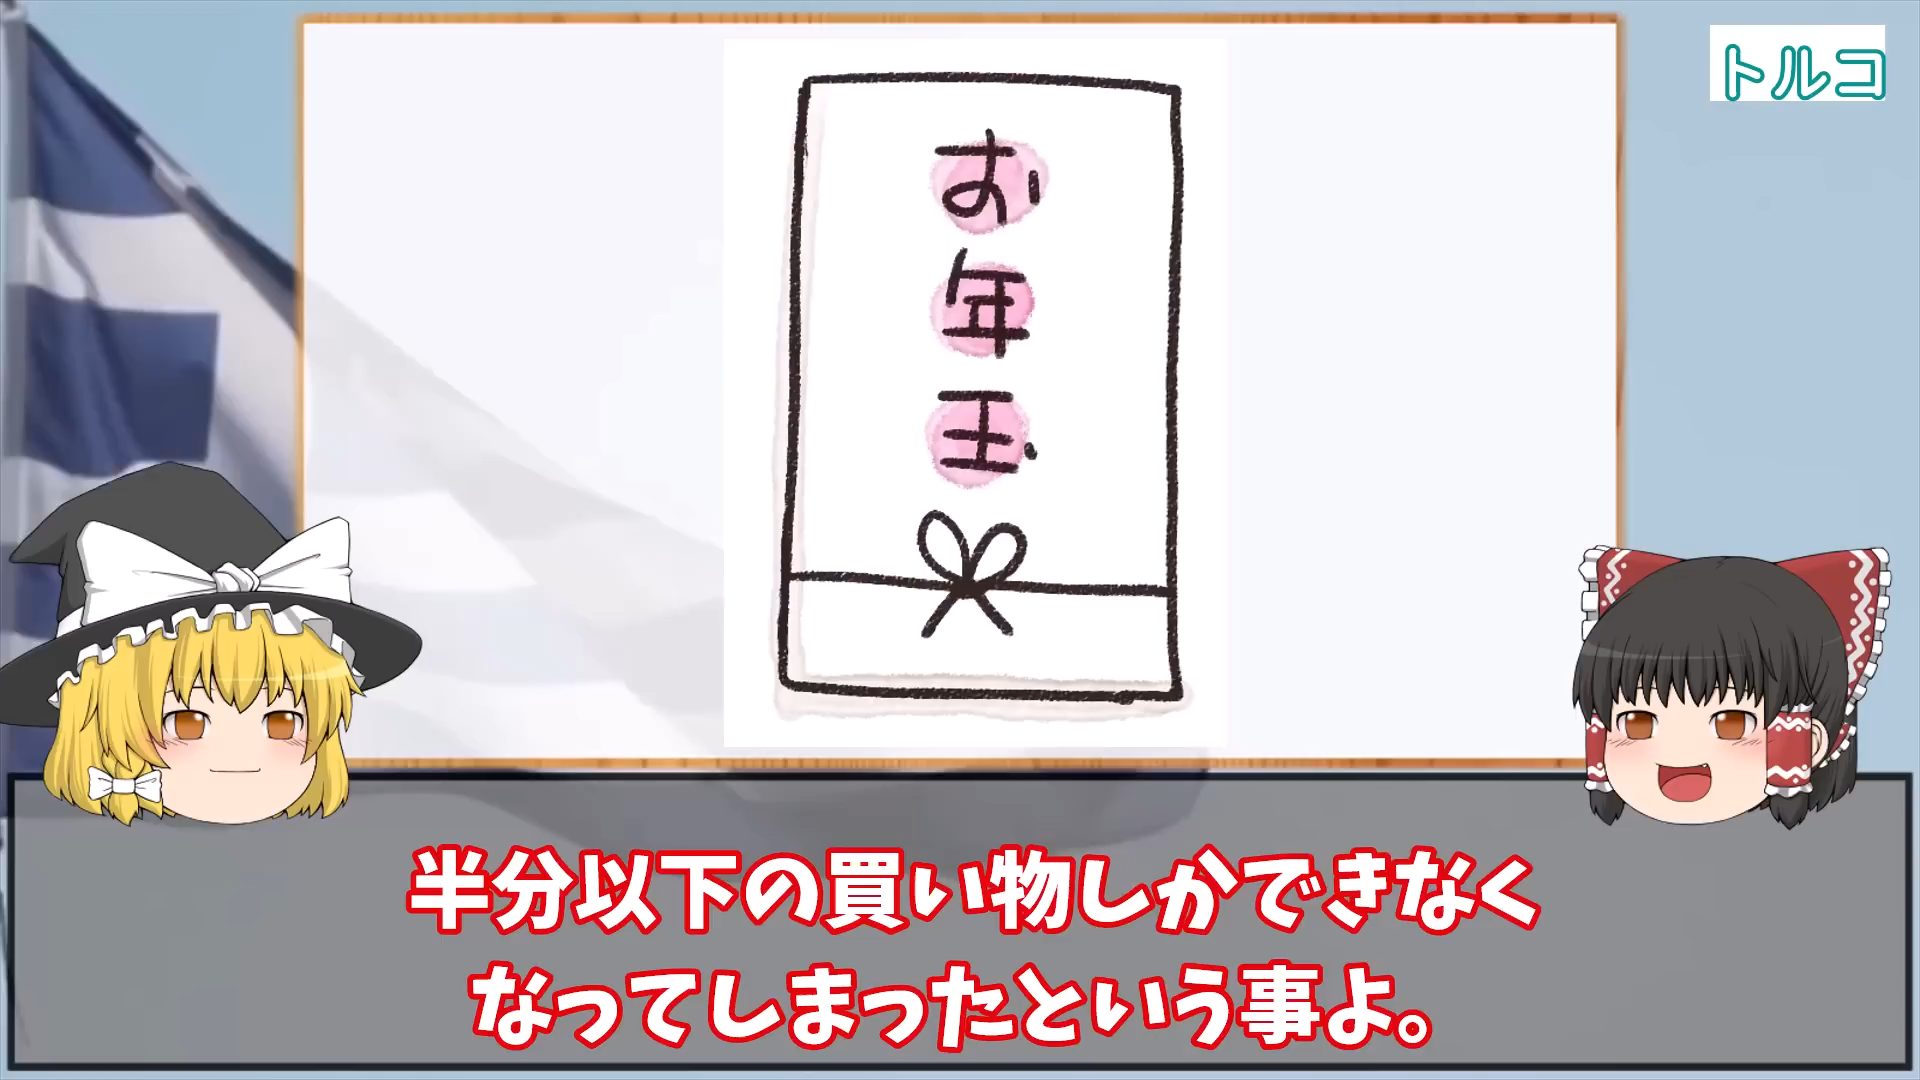 トルコ
お年玉
半分以下の買い物しかできなく
なってしまったという事よ。